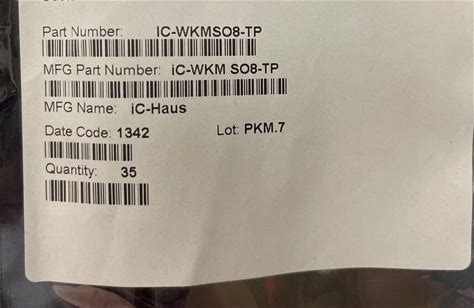 Part Number: IC-WKMSO8-TP
MFG Part Number: iC-WKM SO8-TP
MFG Name: iC-Haus
Date Code: 1342 Lot: PKM.7
Quantity: 35